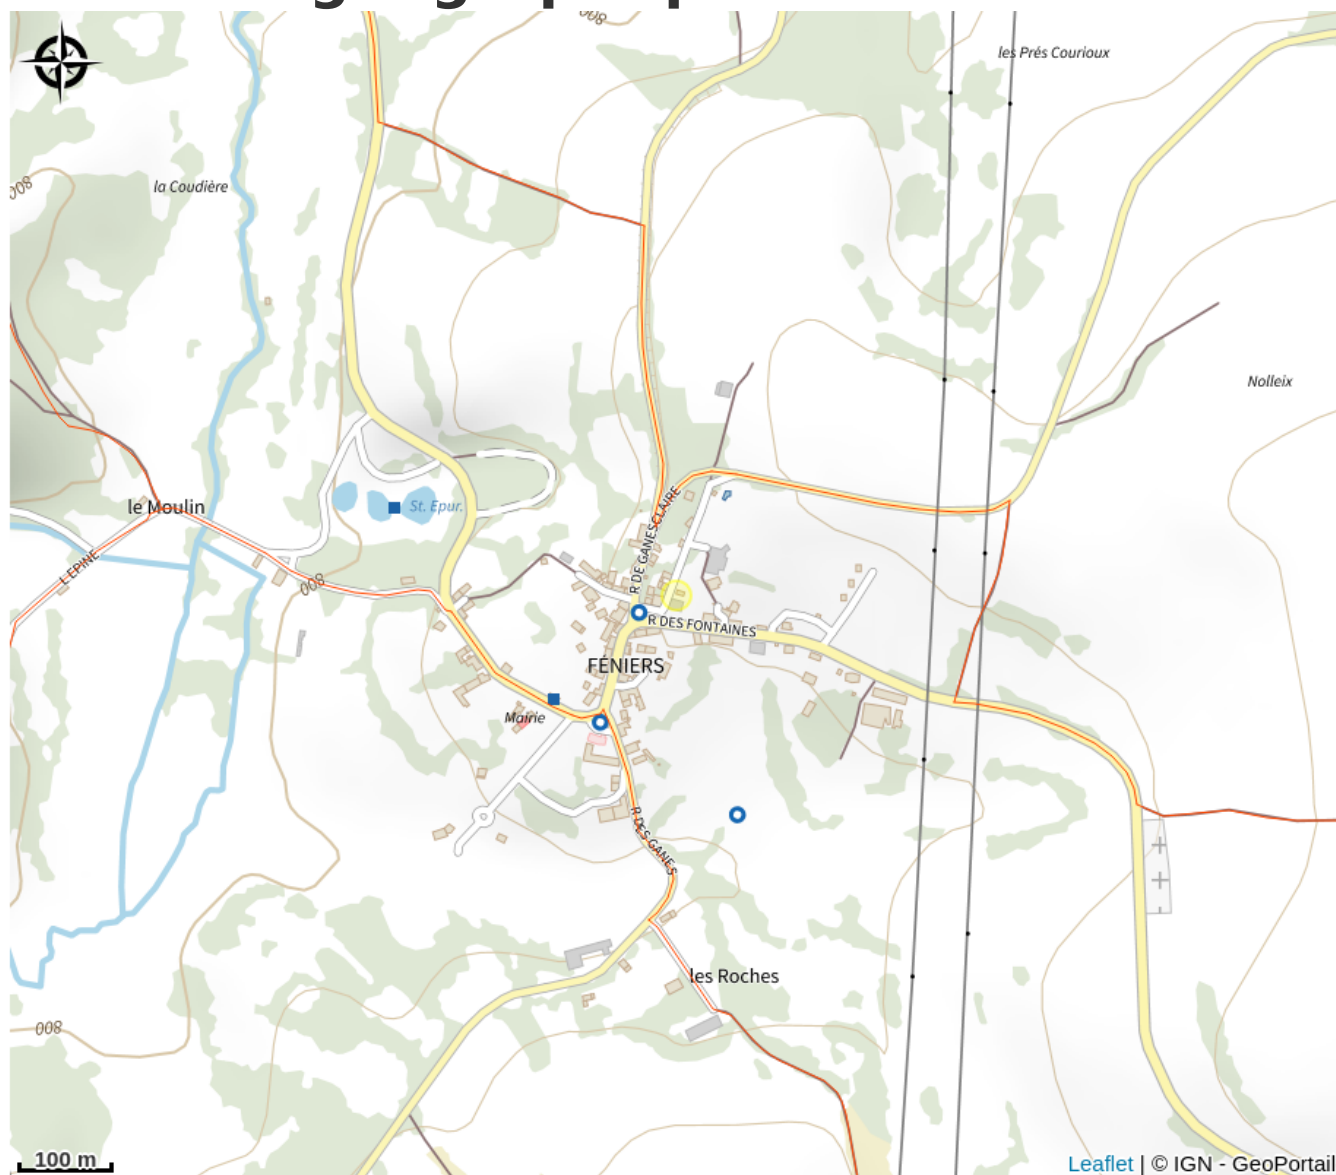 008
les Prés Courioux
008
la Coudière
Nolleix
le Moulin
St. Epur.
R DE GANESCLAIRE
L'EPINE
008
R DES FONTAINES
FÉNIERS
Mairie
R DES GANES
les Roches
008
100 m
Leaflet | © IGN - GeoPortail